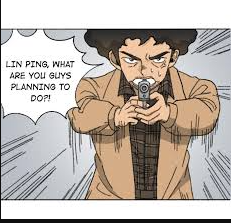 LIN PING, WHAT
ARE YOU GUYS
PLANNING TO
DO?!